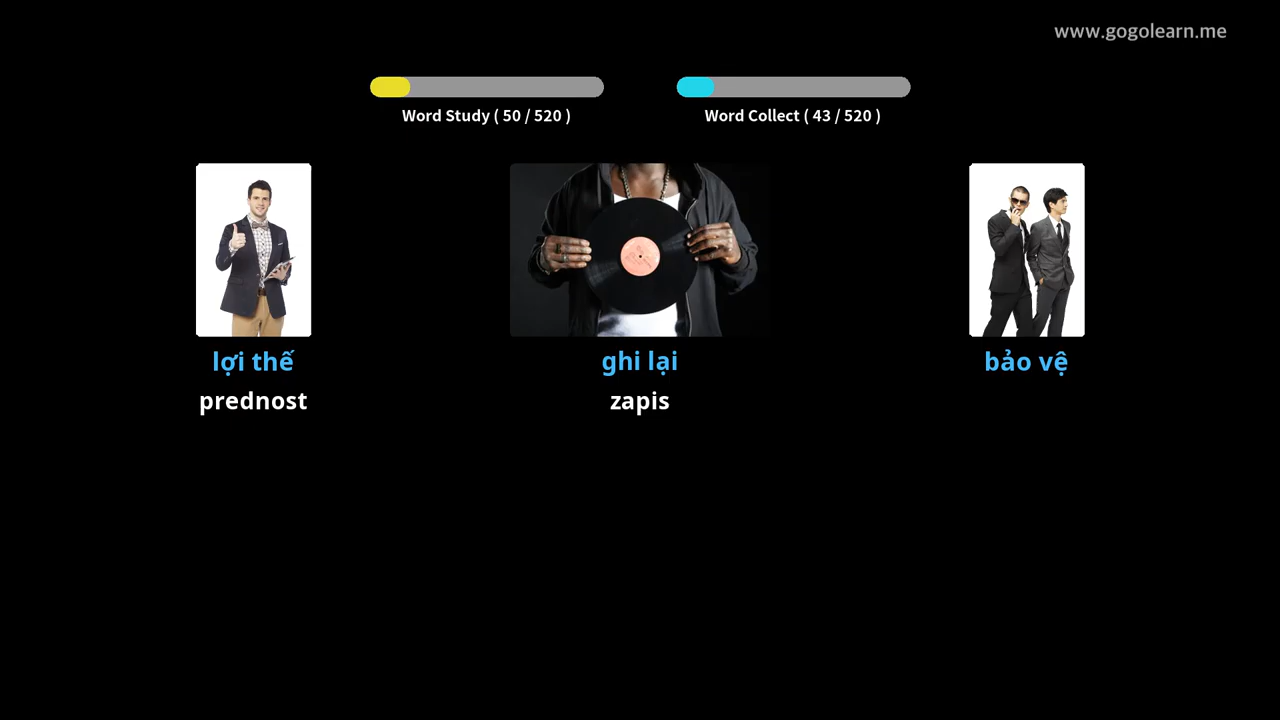 www.gogolearn.me
Word Study ( 50 / 520 )
Word Collect ( 43 / 520 )
lợi thế
prednost
ghi lại
zapis
bảo vệ